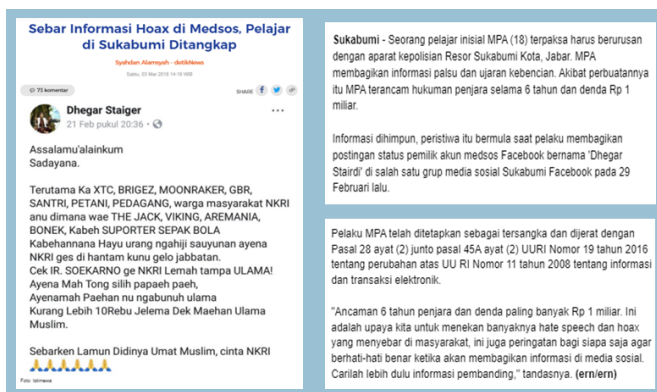 Sebar Informasi Hoax di Medsos, Pelajar
di Sukabumi Ditangkap
Syahdan Alamsyah - detikNews
Sabtu, 03 Mar 2018 14:18 WIB
73 komentar
SHARE
Dhegar Staiger
21 Feb pukul 20:36
Assalamu'alainkum
Sadayana.
Terutama Ka XTC, BRIGEZ, MOONRAKER, GBR,
SANTRI, PETANI, PEDAGANG, warga masyarakat NKRI
anu dimana wae THE JACK, VIKING, AREMANIA,
BONEK, Kabeh SUPORTER SEPAK BOLA
Kabehannana Hayu urang ngahiji sauyunan ayena
NKRI ges di hantam kunu gelo jabbatan.
Cek IR. SOEKARNO ge NKRI Lemah tampa ULAMA!
Ayena Mah Tong silih papaeh paeh,
Ayenamah Paehan nu ngabunuh ulama
Kurang Lebih 10Rebu Jelema Dek Maehan Ulama
Muslim.
Sebarken Lamun Didinya Umat Muslim, cinta NKRI
Foto: Istimewa
Sukabumi - Seorang pelajar inisial MPA (18) terpaksa harus berurusan
dengan aparat kepolisian Resor Sukabumi Kota, Jabar. MPA
membagikan informasi palsu dan ujaran kebencian. Akibat perbuatannya
itu MPA terancam hukuman penjara selama 6 tahun dan denda Rp 1
miliar.
Informasi dihimpun, peristiwa itu bermula saat pelaku membagikan
postingan status pemilik akun medsos Facebook bernama 'Dhegar
Stairdi' di salah satu grup media sosial Sukabumi Facebook pada 29
Februari lalu.
Pelaku MPA telah ditetapkan sebagai tersangka dan dijerat dengan
Pasal 28 ayat (2) junto pasal 45A ayat (2) UURI Nomor 19 tahun 2016
tentang perubahan atas UU RI Nomor 11 tahun 2008 tentang informasi
dan transaksi elektronik.
"Ancaman 6 tahun penjara dan denda paling banyak Rp 1 miliar. Ini
adalah upaya kita untuk menekan banyaknya hate speech dan hoax
yang menyebar di masyarakat, ini juga peringatan bagi siapa saja agar
berhati-hati benar ketika akan membagikan informasi di media social.
Carilah lebih dulu informasi pembanding," tandasnya. (ern/ern)